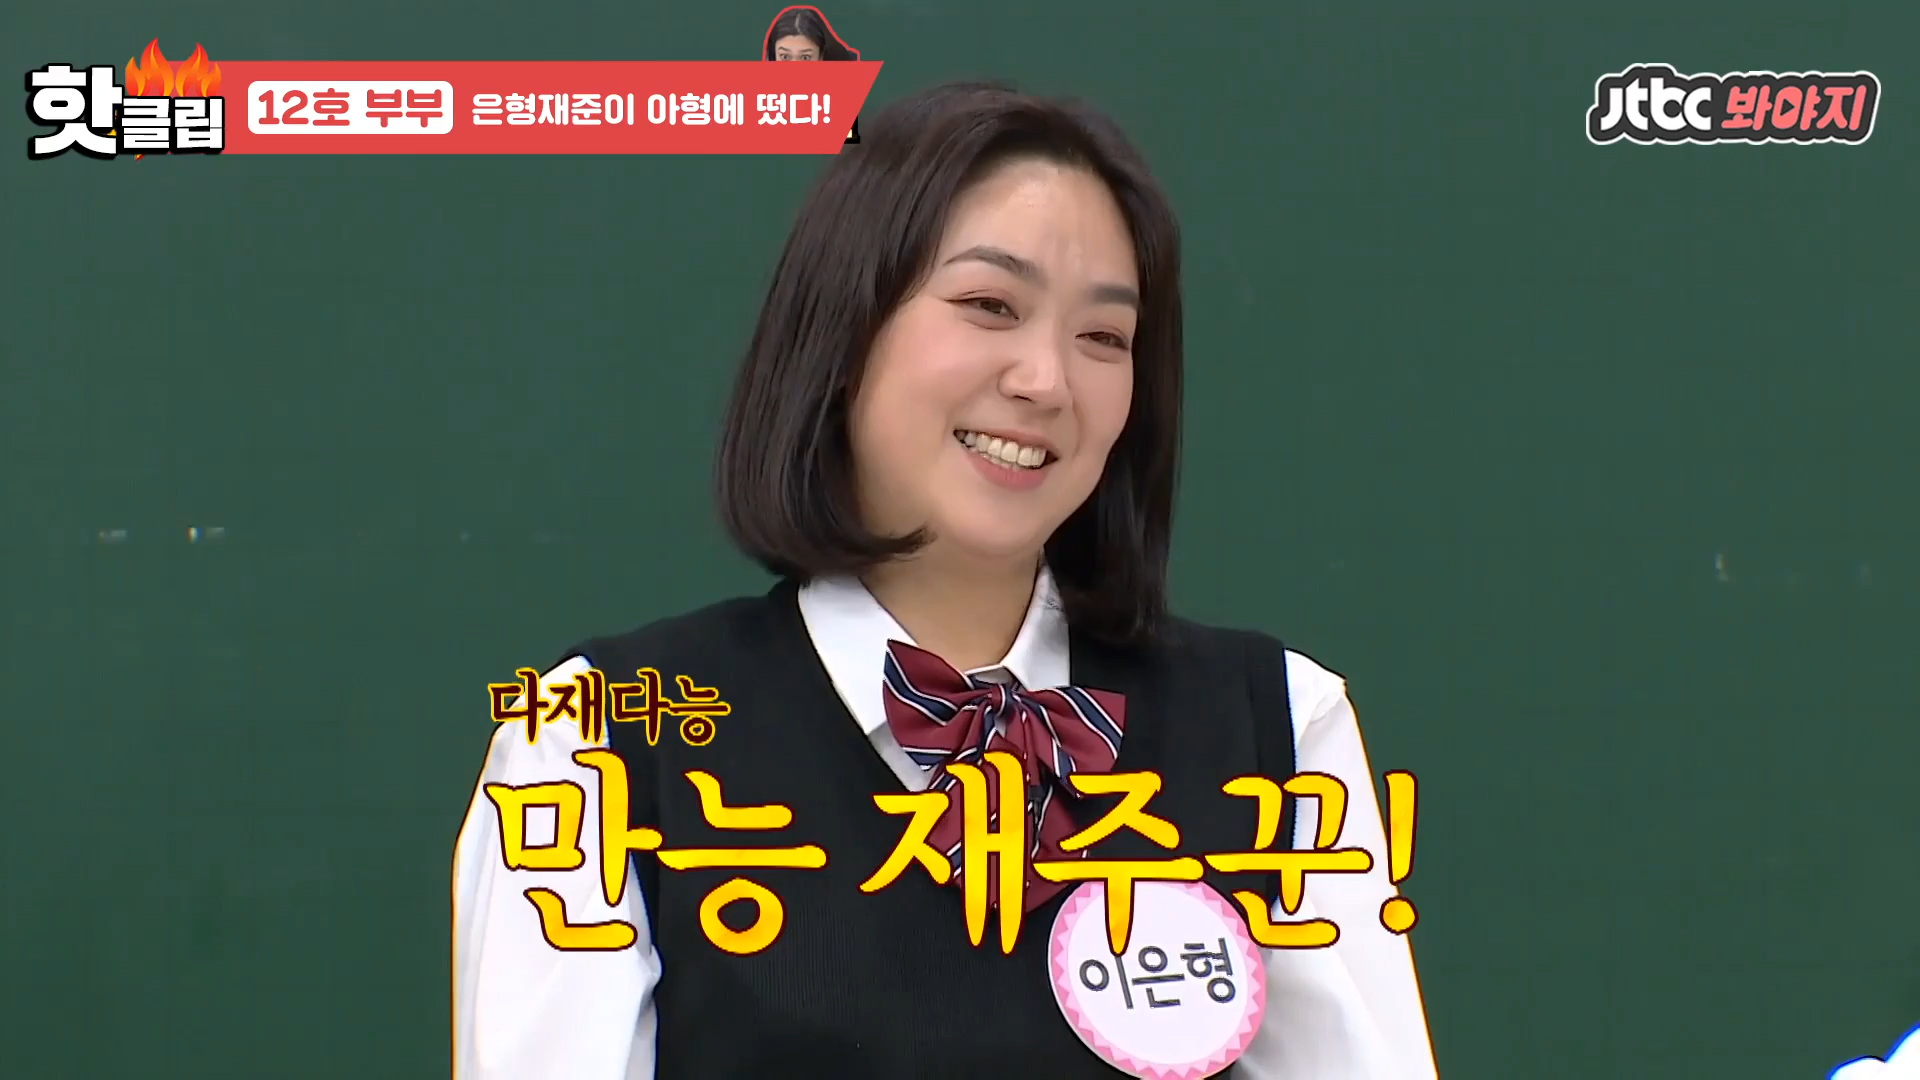 핫클립
12호 부부 은형재준이 아형에 떴다!
jtbc 봐야지
다재다능
만능 재주꾼!
이은형